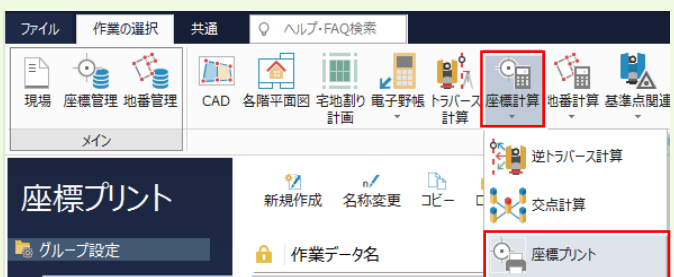 ファイル 作業の選択 共通 ヘルプ・FAQ検索
現場 座標管理 地番管理 CAD 各階平面図 宅地割り 電子野帳 トラバース 座標計算 地番計算 基準点関連
計画 計算
メイン
逆トラバース計算
座標プリント 新規作成 名称変更 コピー
交点計算
グループ設定 作業データ名 座標プリント